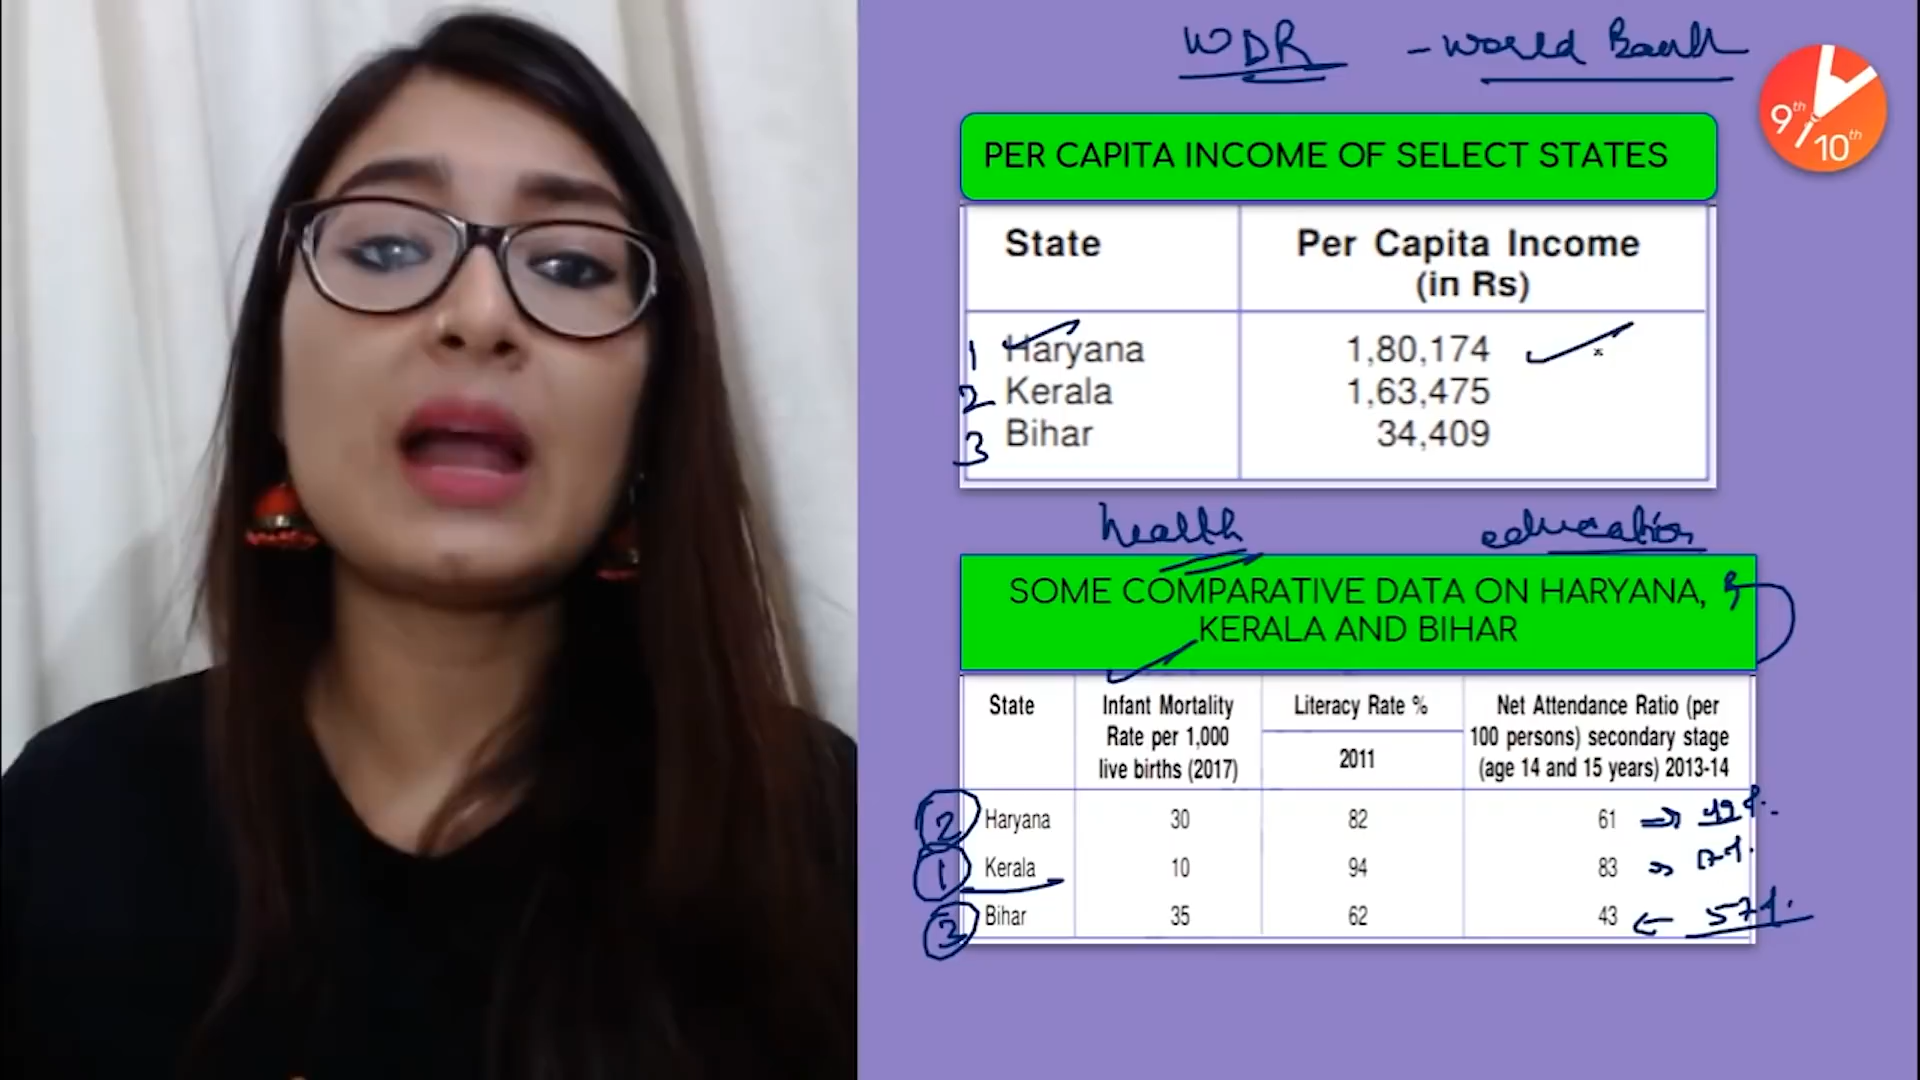 WDR - World Bank
9th 10th
PER CAPITA INCOME OF SELECT STATES
State Per Capita Income
(in Rs)
1 Haryana 1,80,174
2 Kerala 1,63,475
3 Bihar 34,409
health education
SOME COMPARATIVE DATA ON HARYANA,
KERALA AND BIHAR
State Infant Mortality Rate per 1,000 live births (2017) Literacy Rate % 2011 Net Attendance Ratio (per 100 persons) secondary stage (age 14 and 15 years) 2013-14
2 Haryana 30 82 61
1 Kerala 10 94 83
3 Bihar 35 62 43 57%